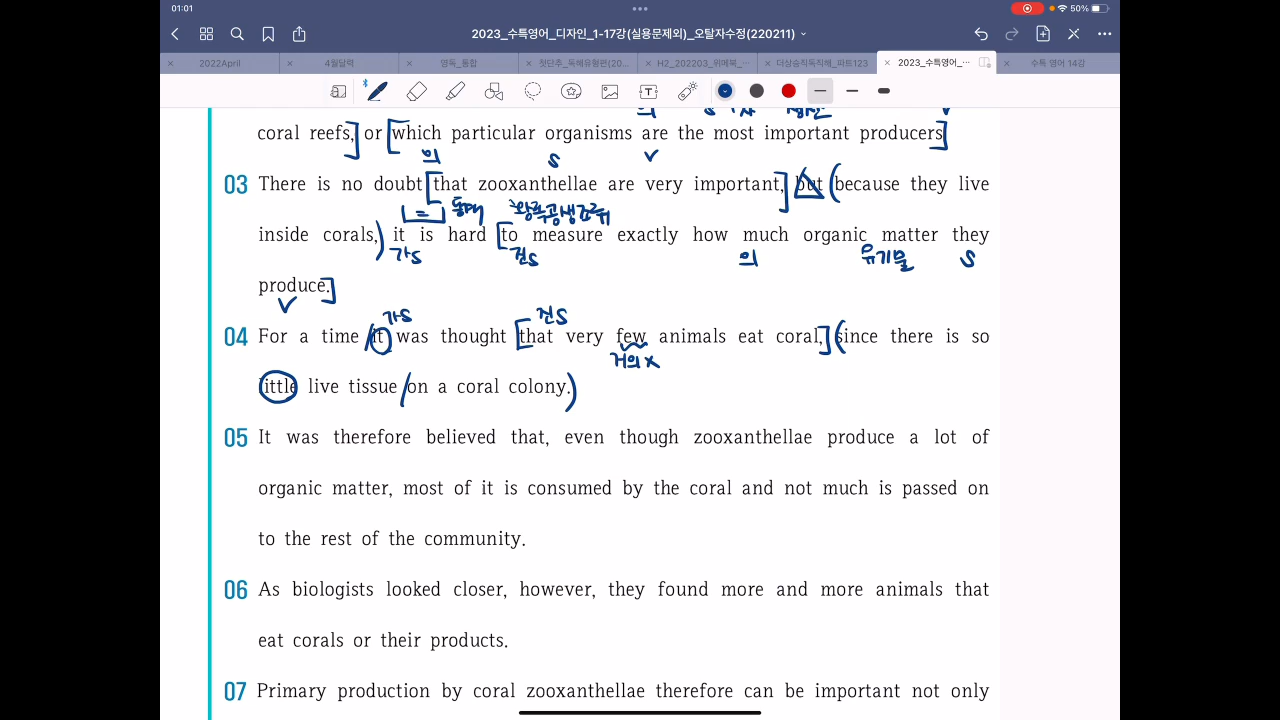 01:01
50%
2023_수특영어_디자인_1-17강(실용문제외)_오탈자수정(220211)
2022April
4월달력
영독_통합
첫단추_독해유형편(20...
H2_202203_위메북_...
더상승직독직해_파트123
2023_수특영어_...
수특 영어 14강
coral reefs, or which particular organisms are the most important producers
의 S V
03 There is no doubt that zooxanthellae are very important, but because they live
= 동격 황록공생조류
inside corals, it is hard to measure exactly how much organic matter they
가S 진S 의 유기물 S
produce.
V
가S 진S
04 For a time it was thought that very few animals eat coral, since there is so
거의 X
little live tissue on a coral colony.
05 It was therefore believed that, even though zooxanthellae produce a lot of
organic matter, most of it is consumed by the coral and not much is passed on
to the rest of the community.
06 As biologists looked closer, however, they found more and more animals that
eat corals or their products.
07 Primary production by coral zooxanthellae therefore can be important not only